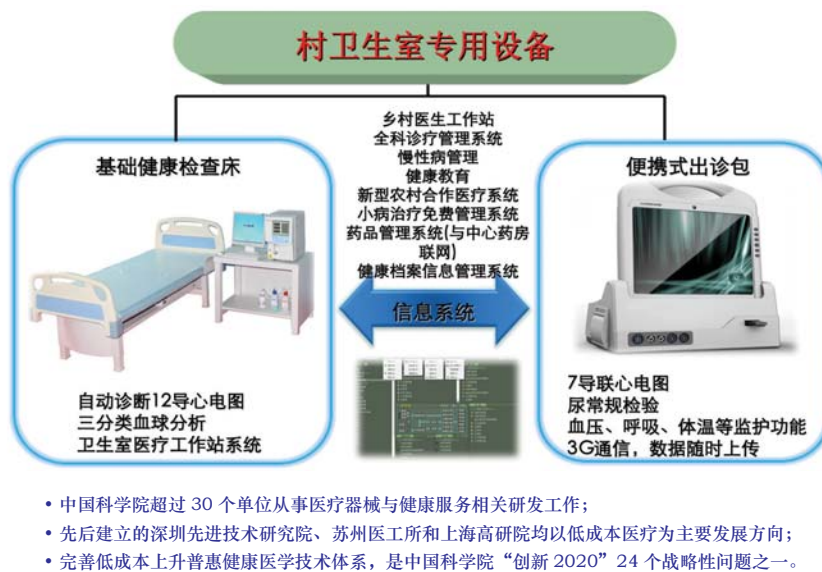 村卫生室专用设备
乡村医生工作站
全科诊疗管理系统
慢性病管理
健康教育
新型农村合作医疗系统
小病治疗免费管理系统
药品管理系统(与中心药房
联网)
健康档案信息管理系统
信息系统
基础健康检查床
自动诊断12导心电图
三分类血球分析
卫生室医疗工作站系统
便携式出诊包
7导联心电图
尿常规检验
血压、呼吸、体温等监护功能
3G通信，数据随时上传
• 中国科学院超过 30 个单位从事医疗器械与健康服务相关研发工作；
• 先后建立的深圳先进技术研究院、苏州医工所和上海高研院均以低成本医疗为主要发展方向；
• 完善低成本上升普惠健康医学技术体系，是中国科学院“创新 2020”24 个战略性问题之一。